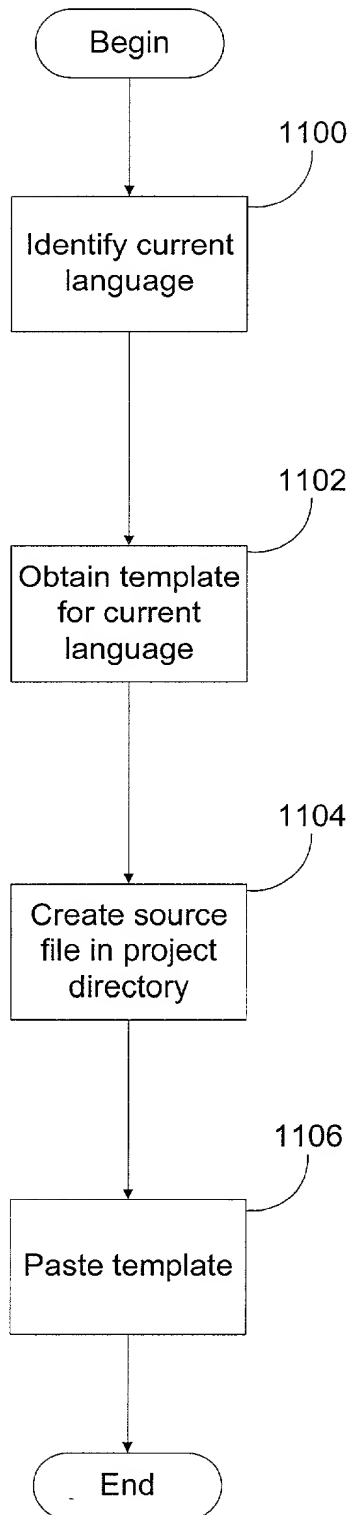 Begin
1100
Identify current
language
1102
Obtain template
for current
language
1104
Create source
file in project
directory
1106
Paste template
End